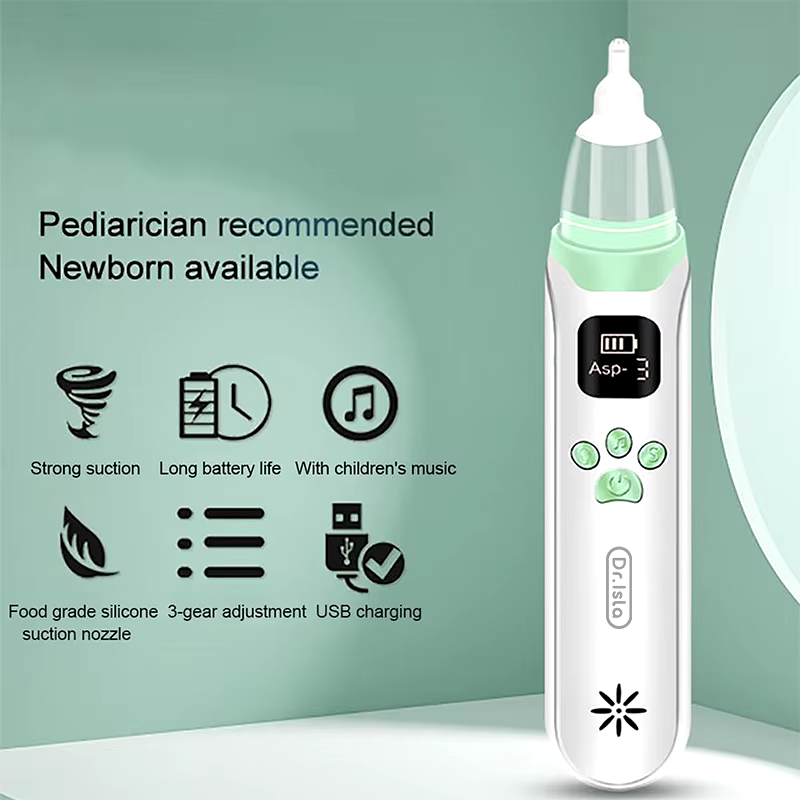 Pediarician recommended
Newborn available
Strong suction
Long battery life
With children's music
Food grade silicone
suction nozzle
3-gear adjustment
USB charging
Asp- 3
S
Dr.Isla